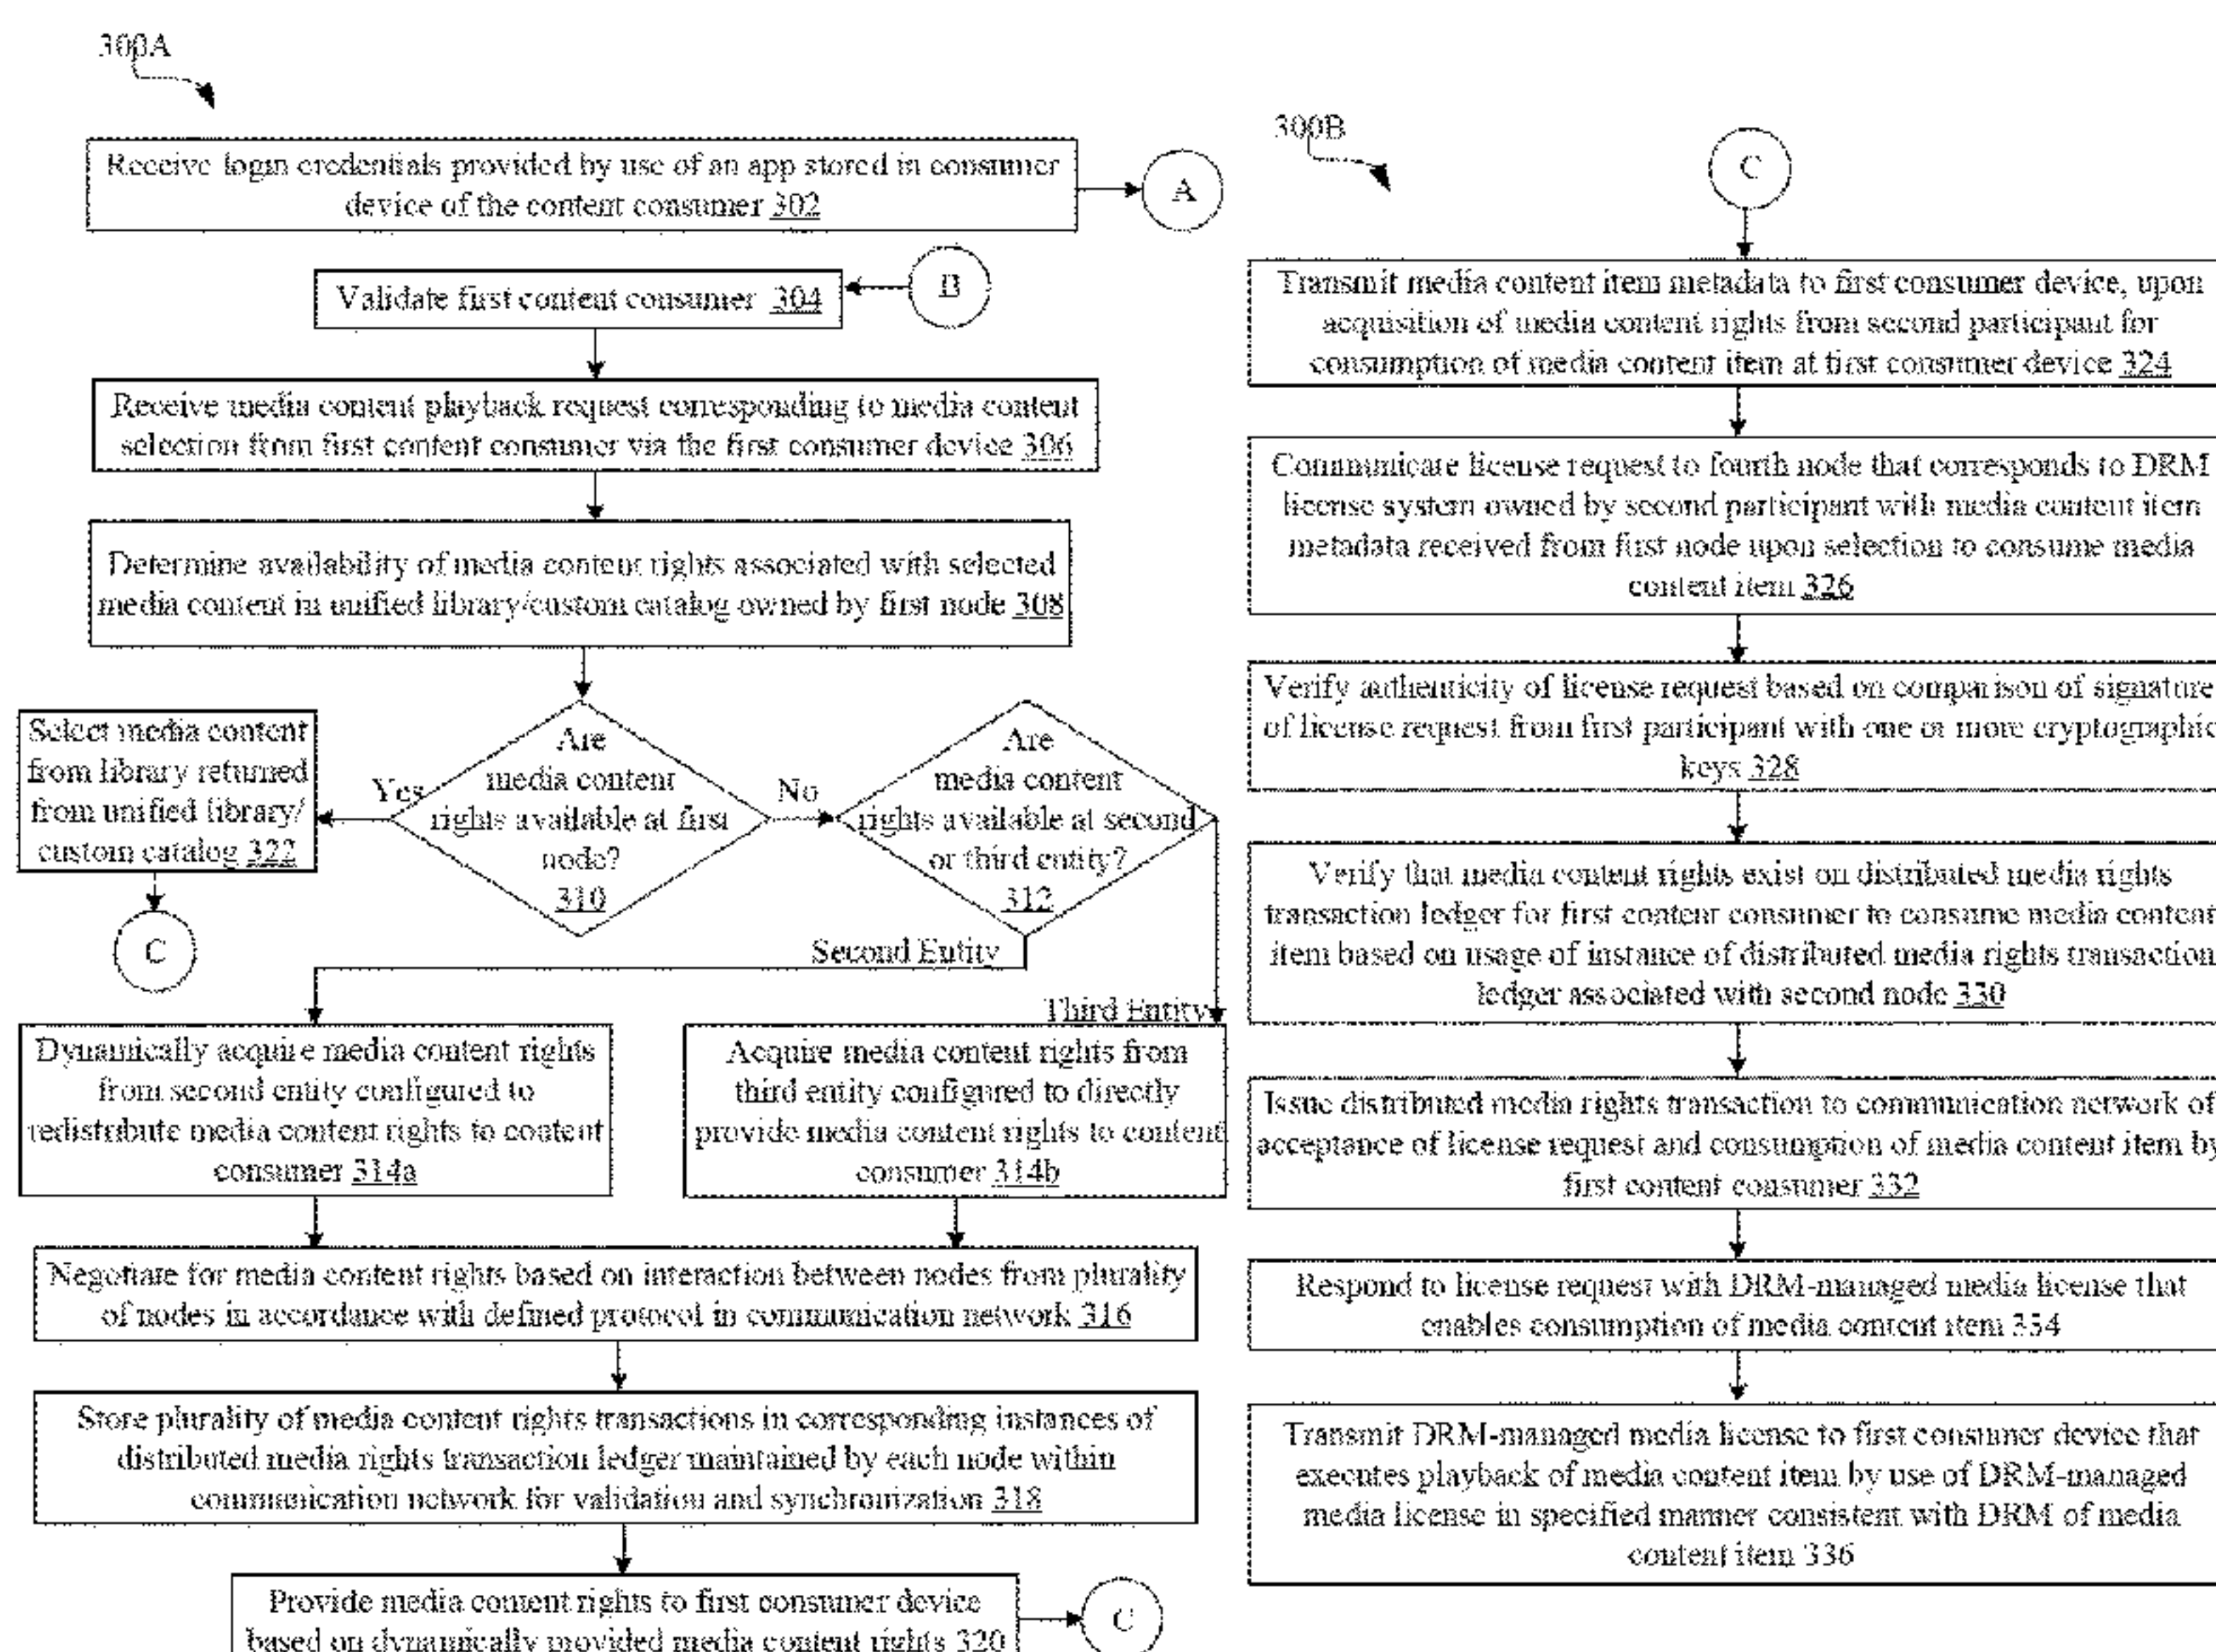 300A
Receive login credentials provided by use of an app stored in consumer
device of the content consumer 302
A
B
Validate first content consumer 304
Receive media content playback request corresponding to media content
selection from first content consumer via the first consumer device 306
Determine availability of media content rights associated with selected
media content in unified library/custom catalog owned by first node 308
Are
media content
rights available at first
node?
310
Yes
No
Select media content
from library returned
from unified library/
custom catalog 322
C
Are
media content
rights available at second
or third entity?
312
Second Entity
Third Entity
Dynamically acquire media content rights
from second entity configured to
redistribute media content rights to content
consumer 314a
Acquire media content rights from
third entity configured to directly
provide media content rights to content
consumer 314b
Negotiate for media content rights based on interaction between nodes from plurality
of nodes in accordance with defined protocol in communication network 316
Store plurality of media content rights transactions in corresponding instances of
distributed media rights transaction ledger maintained by each node within
communication network for validation and synchronization 318
Provide media content rights to first consumer device
based on dynamically provided media content rights 320
C
300B
C
Transmit media content item metadata to first consumer device, upon
acquisition of media content rights from second participant for
consumption of media content item at first consumer device 324
Communicate license request to fourth node that corresponds to DRM
license system owned by second participant with media content item
metadata received from first node upon selection to consume media
content item 326
Verify authenticity of license request based on comparison of signature
of license request from first participant with one or more cryptographic
keys 328
Verify that media content rights exist on distributed media rights
transaction ledger for first content consumer to consume media content
item based on usage of instance of distributed media rights transaction
ledger associated with second node 330
Issue distributed media rights transaction to communication network of
acceptance of license request and consumption of media content item by
first content consumer 332
Respond to license request with DRM-managed media license that
enables consumption of media content item 334
Transmit DRM-managed media license to first consumer device that
executes playback of media content item by use of DRM-managed
media license in specified manner consistent with DRM of media
content item 336